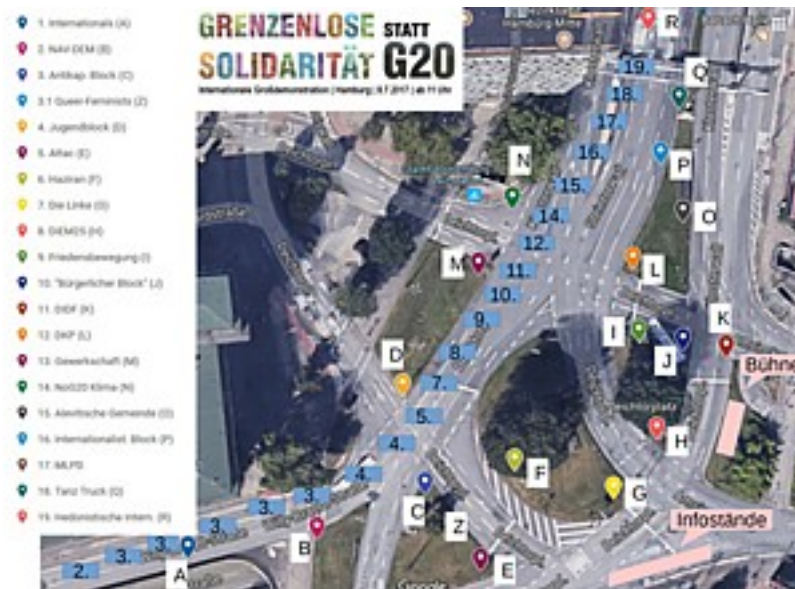 1. Internationals (A)
2. NAV-DEM (B)
3. Antikap. Block (C)
3.1 Queer-Feminists (Z)
4. Jugendblock (D)
5. Attac (E)
6. Haziran (F)
7. Die Linke (G)
8. DIEM25 (H)
9. Friedensbewegung (I)
10. "Bürgerlicher Block" (J)
11. DIDF (K)
12. DKP (L)
13. Gewerkschaft (M)
14. NoG20 Klima (N)
15. Alevitische Gemeinde (O)
16. Internationalist. Block (P)
17. MLPD
18. Tanz Truck (Q)
19. Hedonistische Intern. (R)
GRENZENLOSE STATT
SOLIDARITÄT G20
Internationale Großdemonstration | Hamburg | 8.7.2017 | ab 11 Uhr
Hamburg Mitte
R
19.
Q
18.
17.
16.
P
N
15.
O
14.
12.
M
11.
L
10.
9.
I
J
K
8.
Bühne
D
7.
5.
H
4.
F
G
4.
C
3.
Z
Infostände
3.
B
3.
3.
3.
A
E
2.